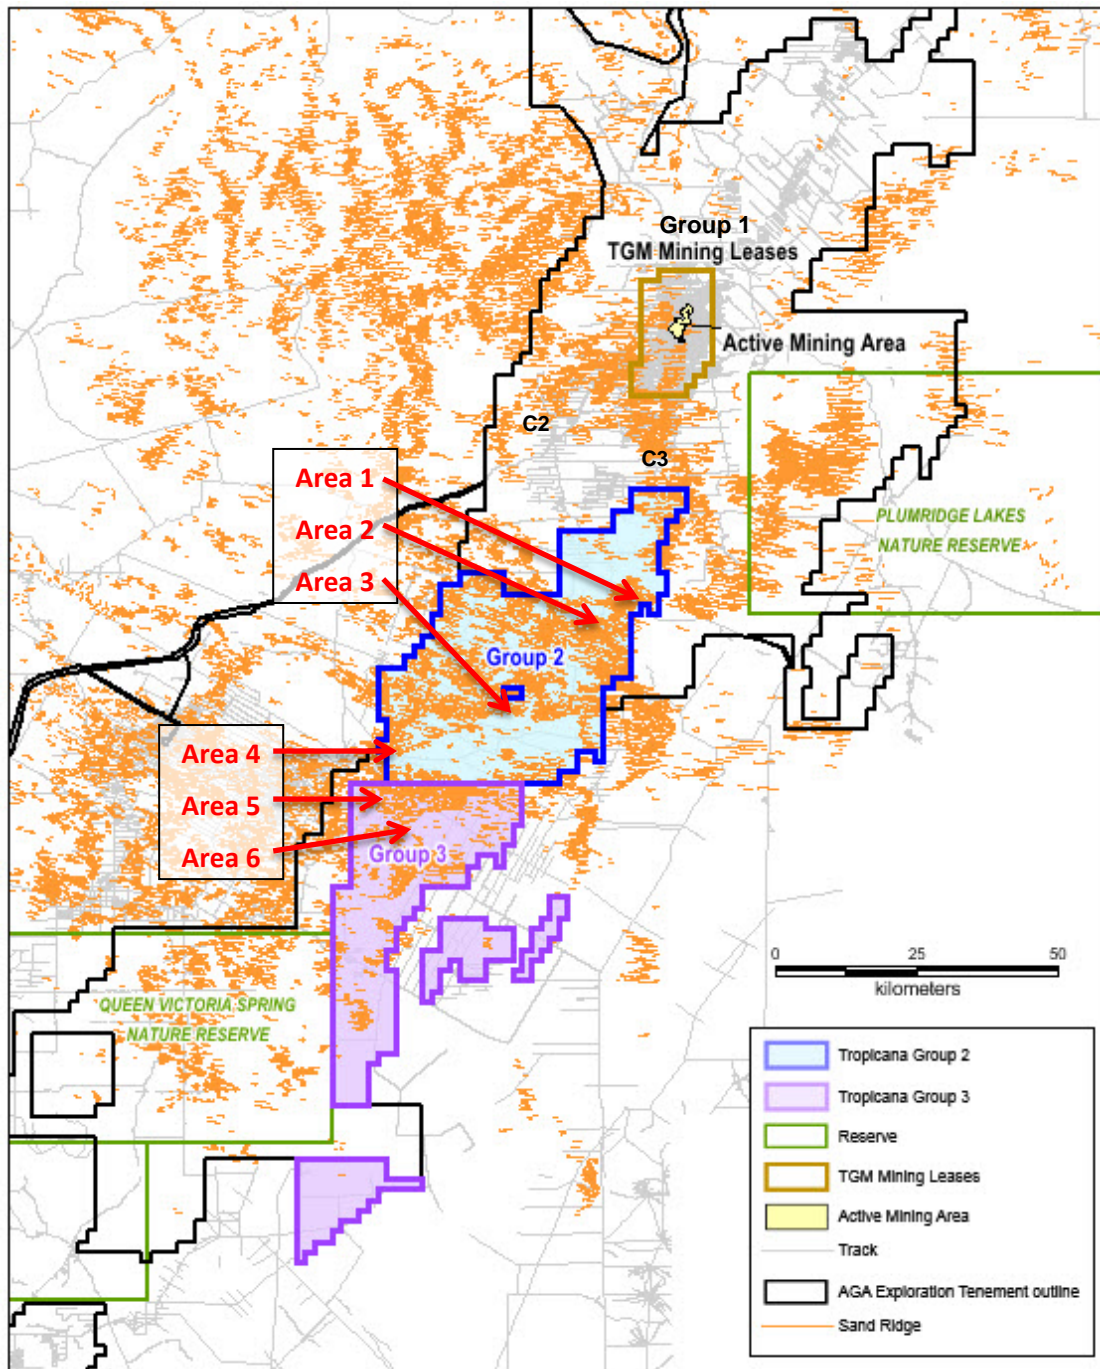 Group 1
TGM Mining Leases
Active Mining Area
C2
C3
Area 1
Area 2
Area 3
PLUMRIDGE LAKES
NATURE RESERVE
Group 2
Area 4
Area 5
Area 6
Group 3
0 25 50
kilometers
QUEEN VICTORIA SPRING
NATURE RESERVE
Tropicana Group 2
Tropicana Group 3
Reserve
TGM Mining Leases
Active Mining Area
Track
AGA Exploration Tenement outline
Sand Ridge